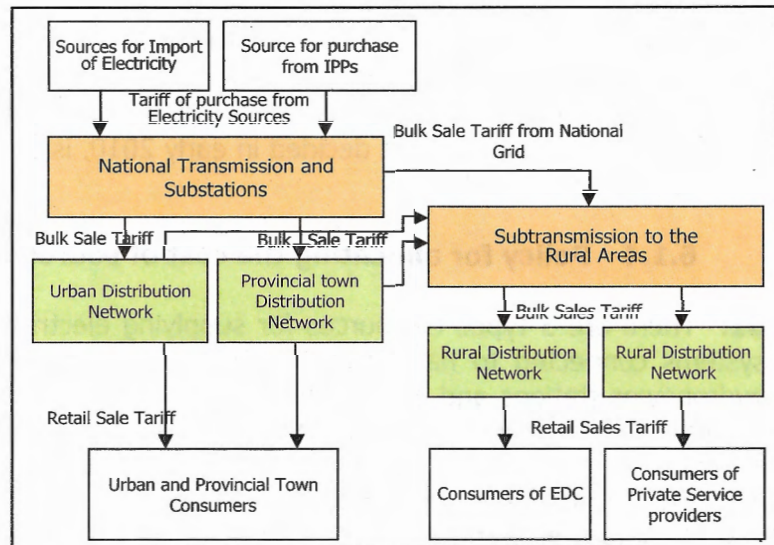 Sources for Import
of Electricity
Source for purchase
from IPPs
Tariff of purchase from
Electricity Sources
Bulk Sale Tariff from National
Grid
National Transmission and
Substations
Bulk Sale Tariff
Bulk Sale Tariff
Subtransmission to the
Rural Areas
Urban Distribution
Network
Provincial town
Distribution
Network
Bulk Sales Tariff
Rural Distribution
Network
Rural Distribution
Network
Retail Sale Tariff
Retail Sales Tariff
Urban and Provincial Town
Consumers
Consumers of EDC
Consumers of
Private Service
providers